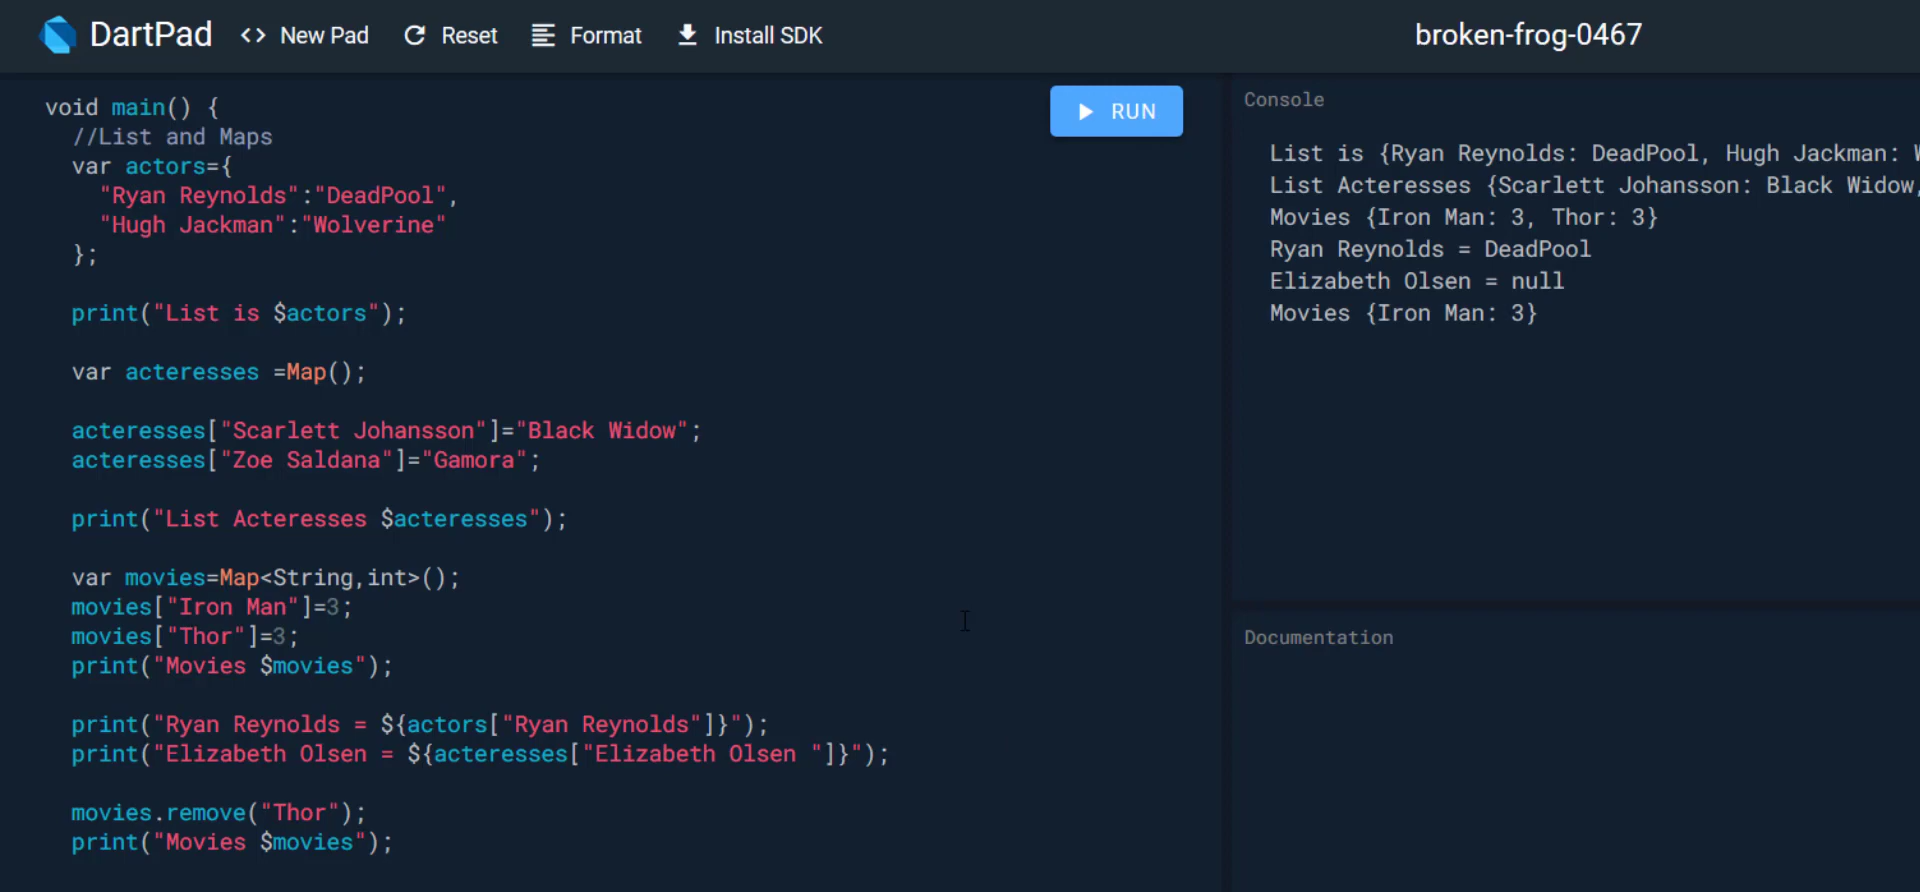 DartPad <> New Pad Reset Format Install SDK broken-frog-0467
void main() {
//List and Maps
var actors={
"Ryan Reynolds":"DeadPool",
"Hugh Jackman":"Wolverine"
};
print("List is $actors");
var acteresses =Map();
acteresses["Scarlett Johansson"]="Black Widow";
acteresses["Zoe Saldana"]="Gamora";
print("List Acteresses $acteresses");
var movies=Map<String,int>();
movies["Iron Man"]=3;
movies["Thor"]=3;
print("Movies $movies");
print("Ryan Reynolds = ${actors["Ryan Reynolds"]}");
print("Elizabeth Olsen = ${acteresses["Elizabeth Olsen "]}");
movies.remove("Thor");
print("Movies $movies");
RUN
Console
List is {Ryan Reynolds: DeadPool, Hugh Jackman:
List Acteresses {Scarlett Johansson: Black Widow,
Movies {Iron Man: 3, Thor: 3}
Ryan Reynolds = DeadPool
Elizabeth Olsen = null
Movies {Iron Man: 3}
Documentation